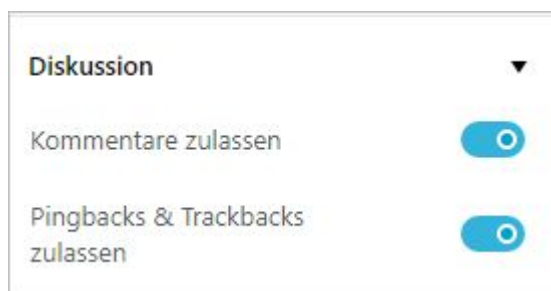 Diskussion
Kommentare zulassen
Pingbacks & Trackbacks
zulassen